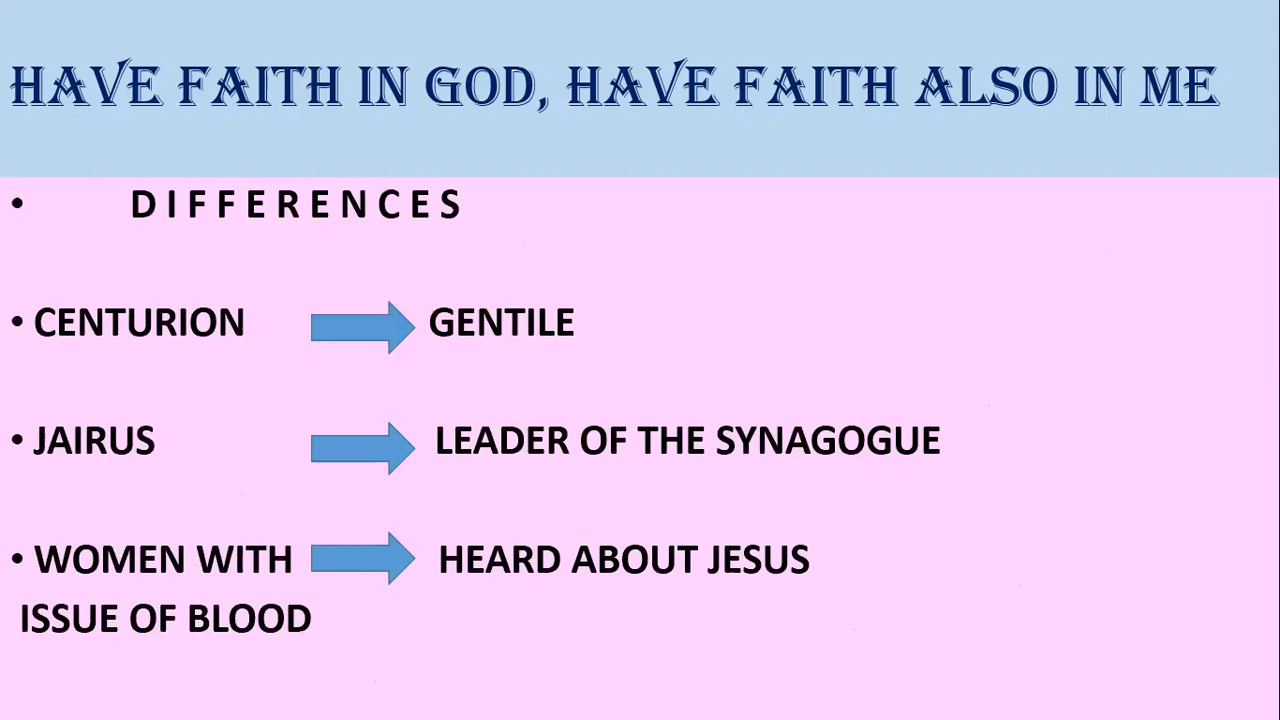 HAVE FAITH IN GOD, HAVE FAITH ALSO IN ME
• D I F F E R E N C E S
• CENTURION GENTILE
• JAIRUS LEADER OF THE SYNAGOGUE
• WOMEN WITH HEARD ABOUT JESUS
ISSUE OF BLOOD